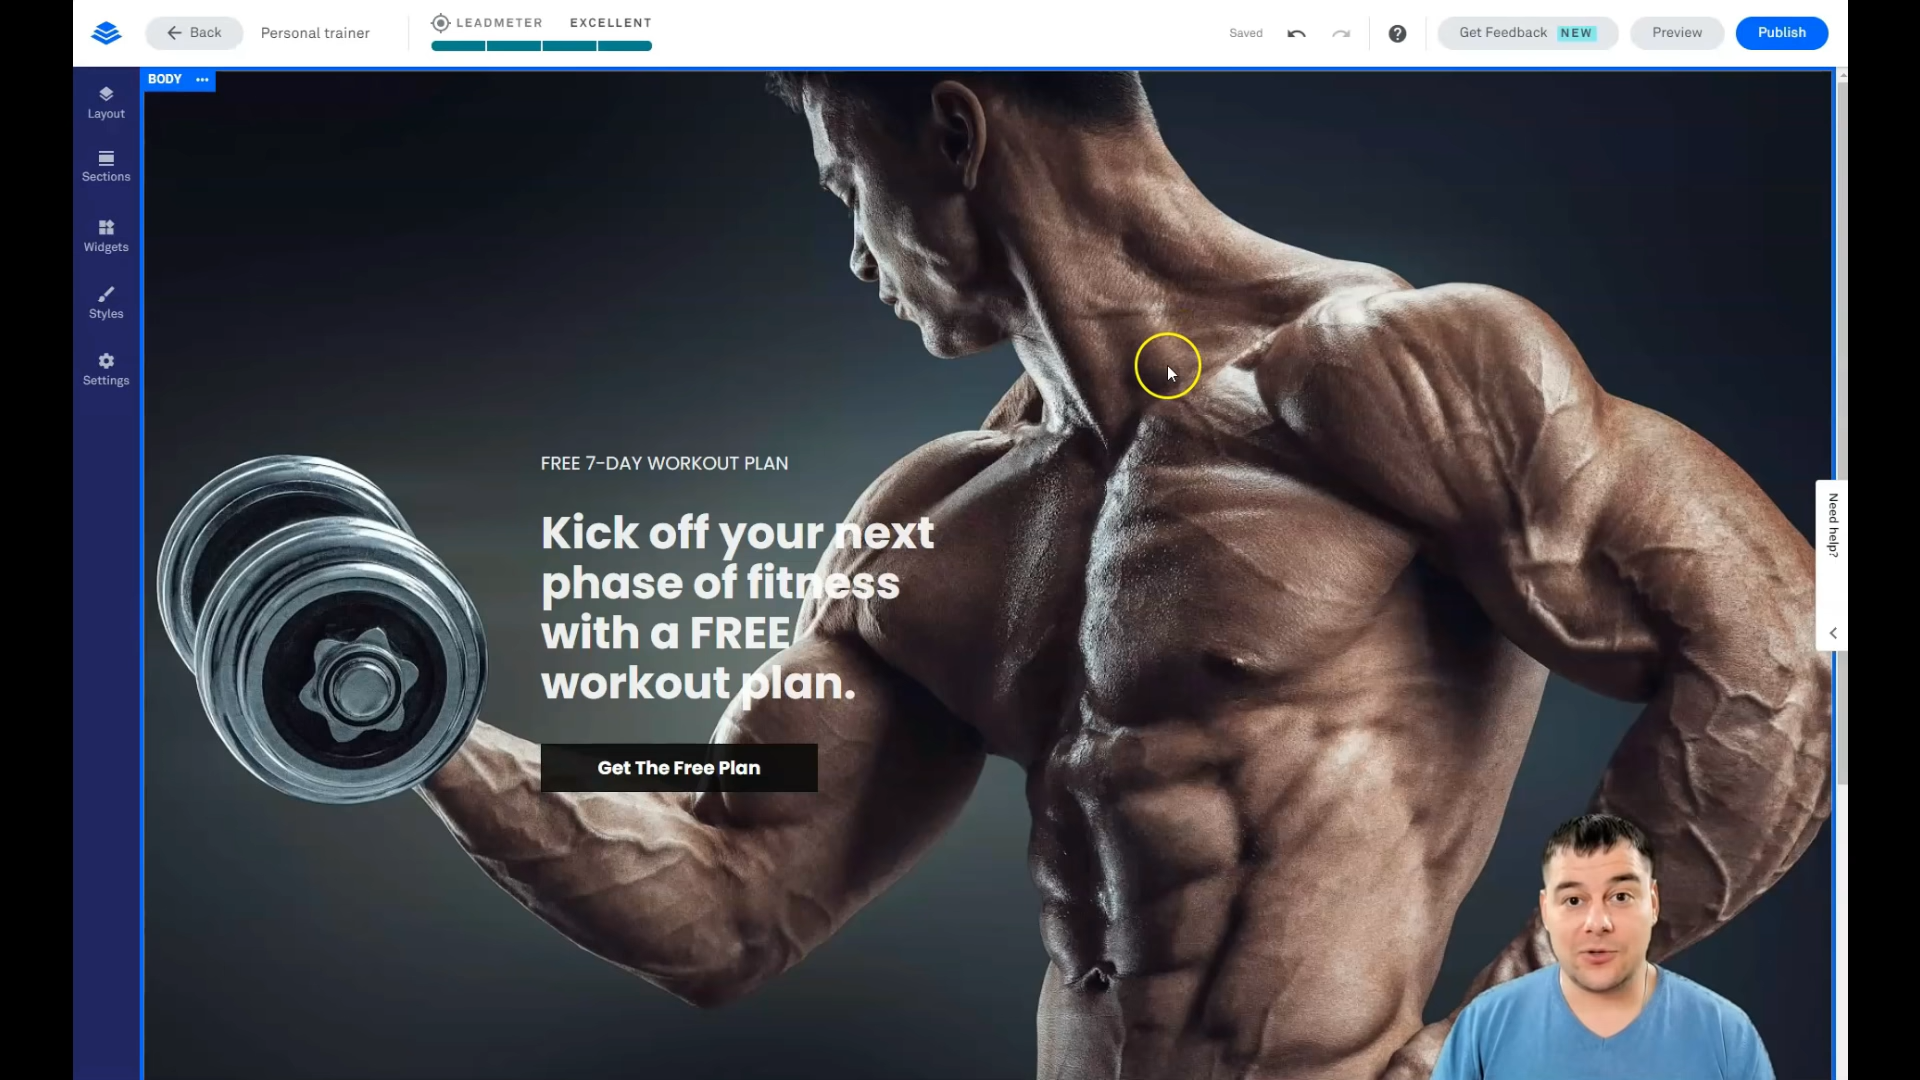 Back
Personal trainer
LEADMETER EXCELLENT
Saved
Get Feedback NEW
Preview
Publish
BODY
Layout
Sections
Widgets
Styles
Settings
FREE 7-DAY WORKOUT PLAN
Kick off your next
phase of fitness
with a FREE
workout plan.
Get The Free Plan
Need help?